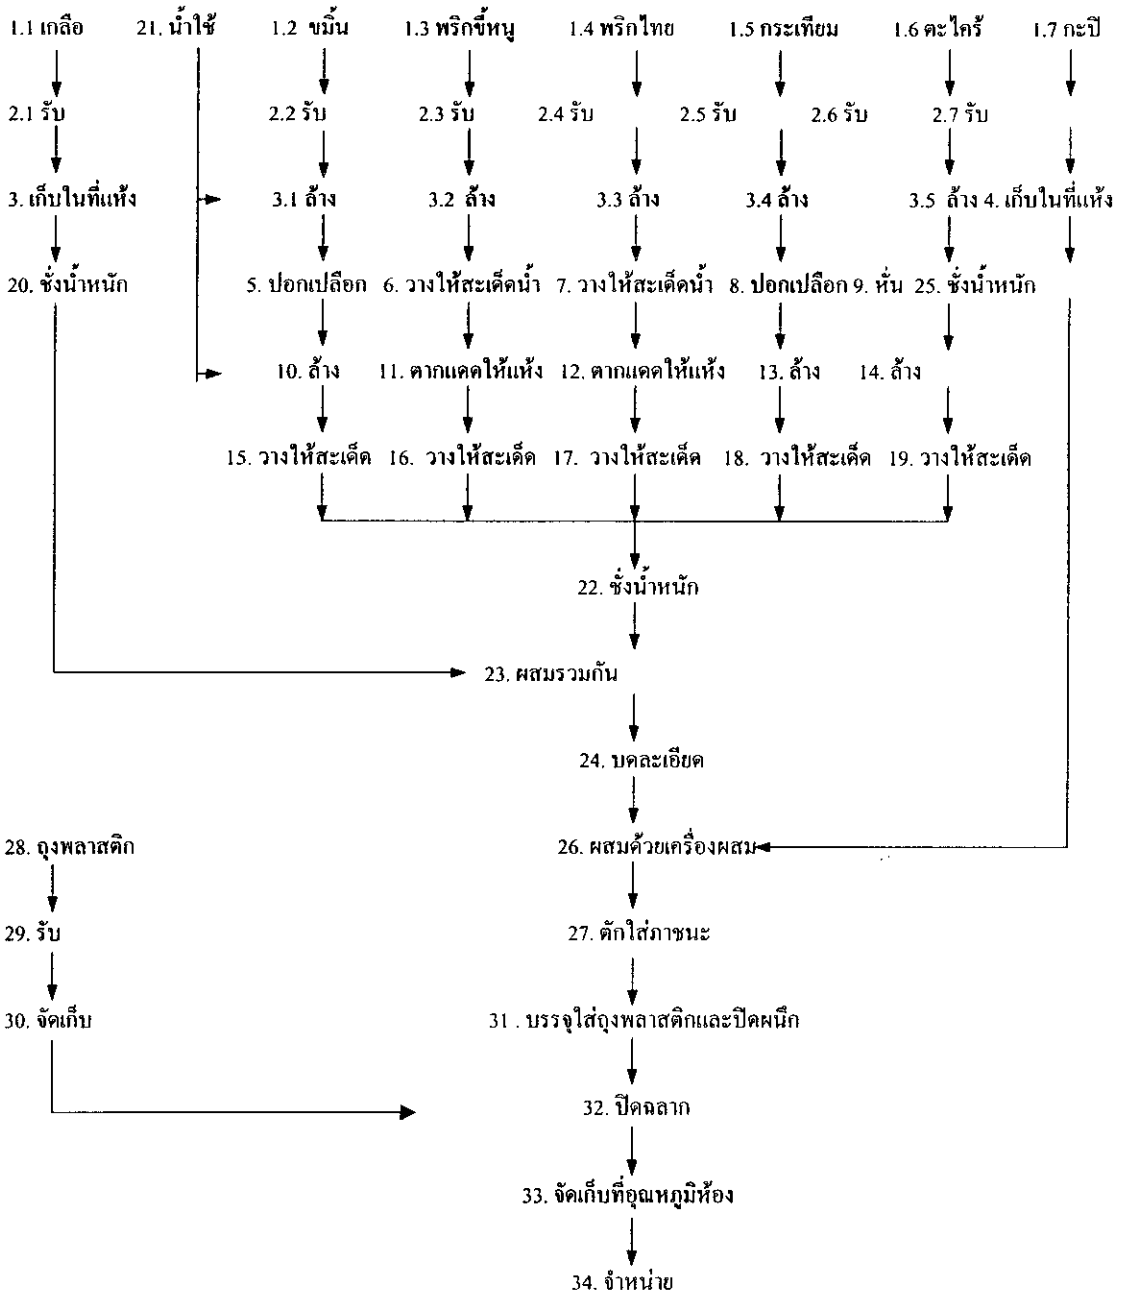 1.1 เกลือ 21. น้ำใช้ 1.2 ขมิ้น 1.3 พริกขี้หนู 1.4 พริกไทย 1.5 กระเทียม 1.6 ตะไคร้ 1.7 กะปิ
2.1 รับ 2.2 รับ 2.3 รับ 2.4 รับ 2.5 รับ 2.6 รับ 2.7 รับ
3. เก็บในที่แห้ง 3.1 ล้าง 3.2 ล้าง 3.3 ล้าง 3.4 ล้าง 3.5 ล้าง 4. เก็บในที่แห้ง
20. ชั่งน้ำหนัก 5. ปอกเปลือก 6. วางให้สะเด็ดน้ำ 7. วางให้สะเด็ดน้ำ 8. ปอกเปลือก 9. หั่น 25. ชั่งน้ำหนัก
10. ล้าง 11. ตากแดดให้แห้ง 12. ตากแดดให้แห้ง 13. ล้าง 14. ล้าง
15. วางให้สะเด็ด 16. วางให้สะเด็ด 17. วางให้สะเด็ด 18. วางให้สะเด็ด 19. วางให้สะเด็ด
22. ชั่งน้ำหนัก
23. ผสมรวมกัน
24. บดละเอียด
28. ถุงพลาสติก 26. ผสมด้วยเครื่องผสม
29. รับ 27. ตักใส่ภาชนะ
30. จัดเก็บ 31 . บรรจุใส่ถุงพลาสติกและปิดผนึก
32. ปิดฉลาก
33. จัดเก็บที่อุณหภูมิห้อง
34. จำหน่าย